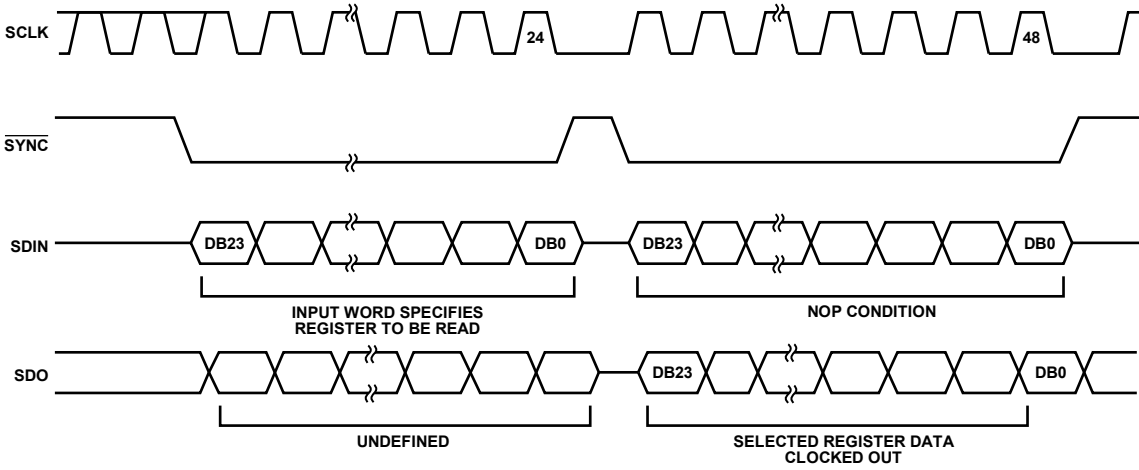 SCLK
24
48
SYNC
SDIN
DB23
DB0
DB23
DB0
INPUT WORD SPECIFIES
REGISTER TO BE READ
NOP CONDITION
SDO
DB23
DB0
UNDEFINED
SELECTED REGISTER DATA
CLOCKED OUT